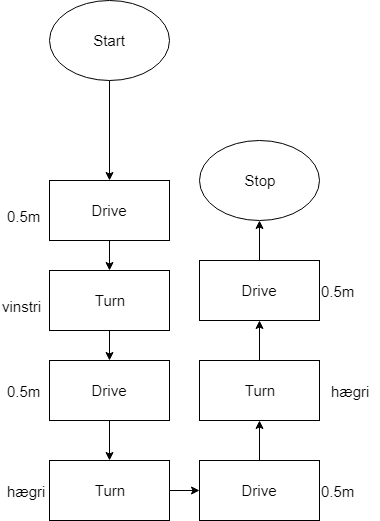 Start
0.5m
Drive
vinstri
Turn
0.5m
Drive
hægri
Turn
Drive
0.5m
Turn
hægri
Drive
0.5m
Stop